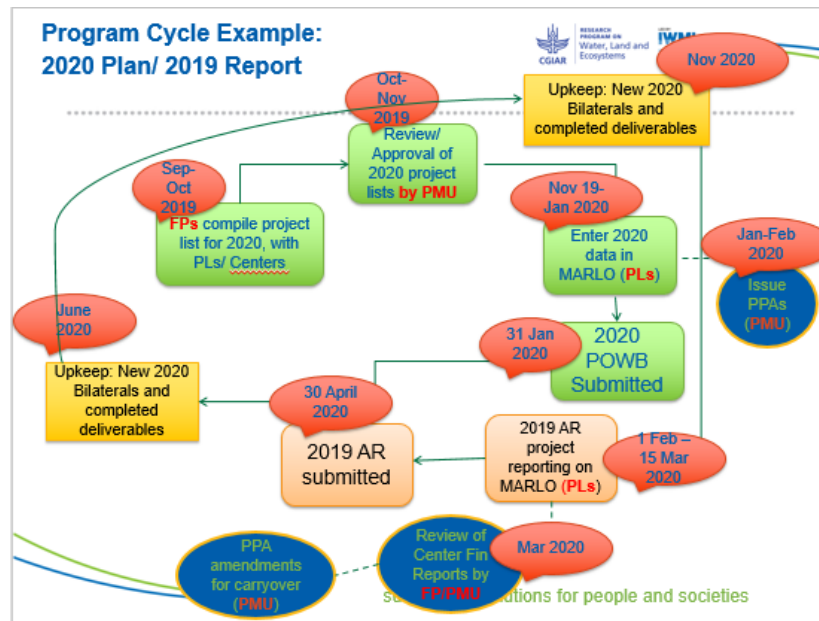 Program Cycle Example:
2020 Plan/ 2019 Report
CGIAR
RESEARCH
PROGRAM ON
Water, Land and
Ecosystems
IWMI
Nov 2020
Upkeep: New 2020
Bilaterals and
completed deliverables
Oct-
Nov
2019
Review/
Approval of
2020 project
lists by PMU
Sep-
Oct
2019
FPs compile project
list for 2020, with
PLs/ Centers
Nov 19-
Jan 2020
Enter 2020
data in
MARLO (PLs)
Jan-Feb
2020
Issue
PPAs
(PMU)
June
2020
Upkeep: New 2020
Bilaterals and
completed
deliverables
31 Jan
2020
2020
POWB
Submitted
30 April
2020
2019 AR
submitted
2019 AR
project
reporting on
MARLO (PLs)
1 Feb –
15 Mar
2020
PPA
amendments
for carryover
(PMU)
Review of
Center Fin
Reports by
FP/PMU
Mar 2020
for people and societies